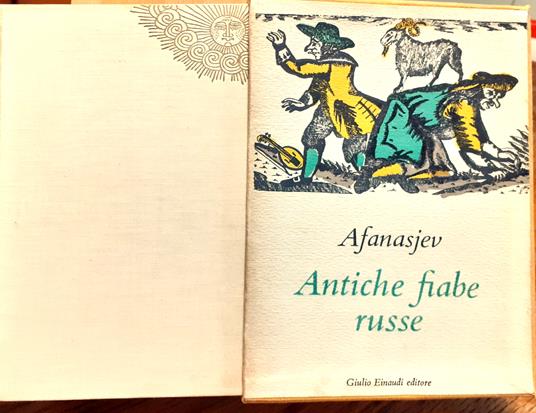 Afanasjev
Antiche fiabe
russe
Giulio Einaudi editore